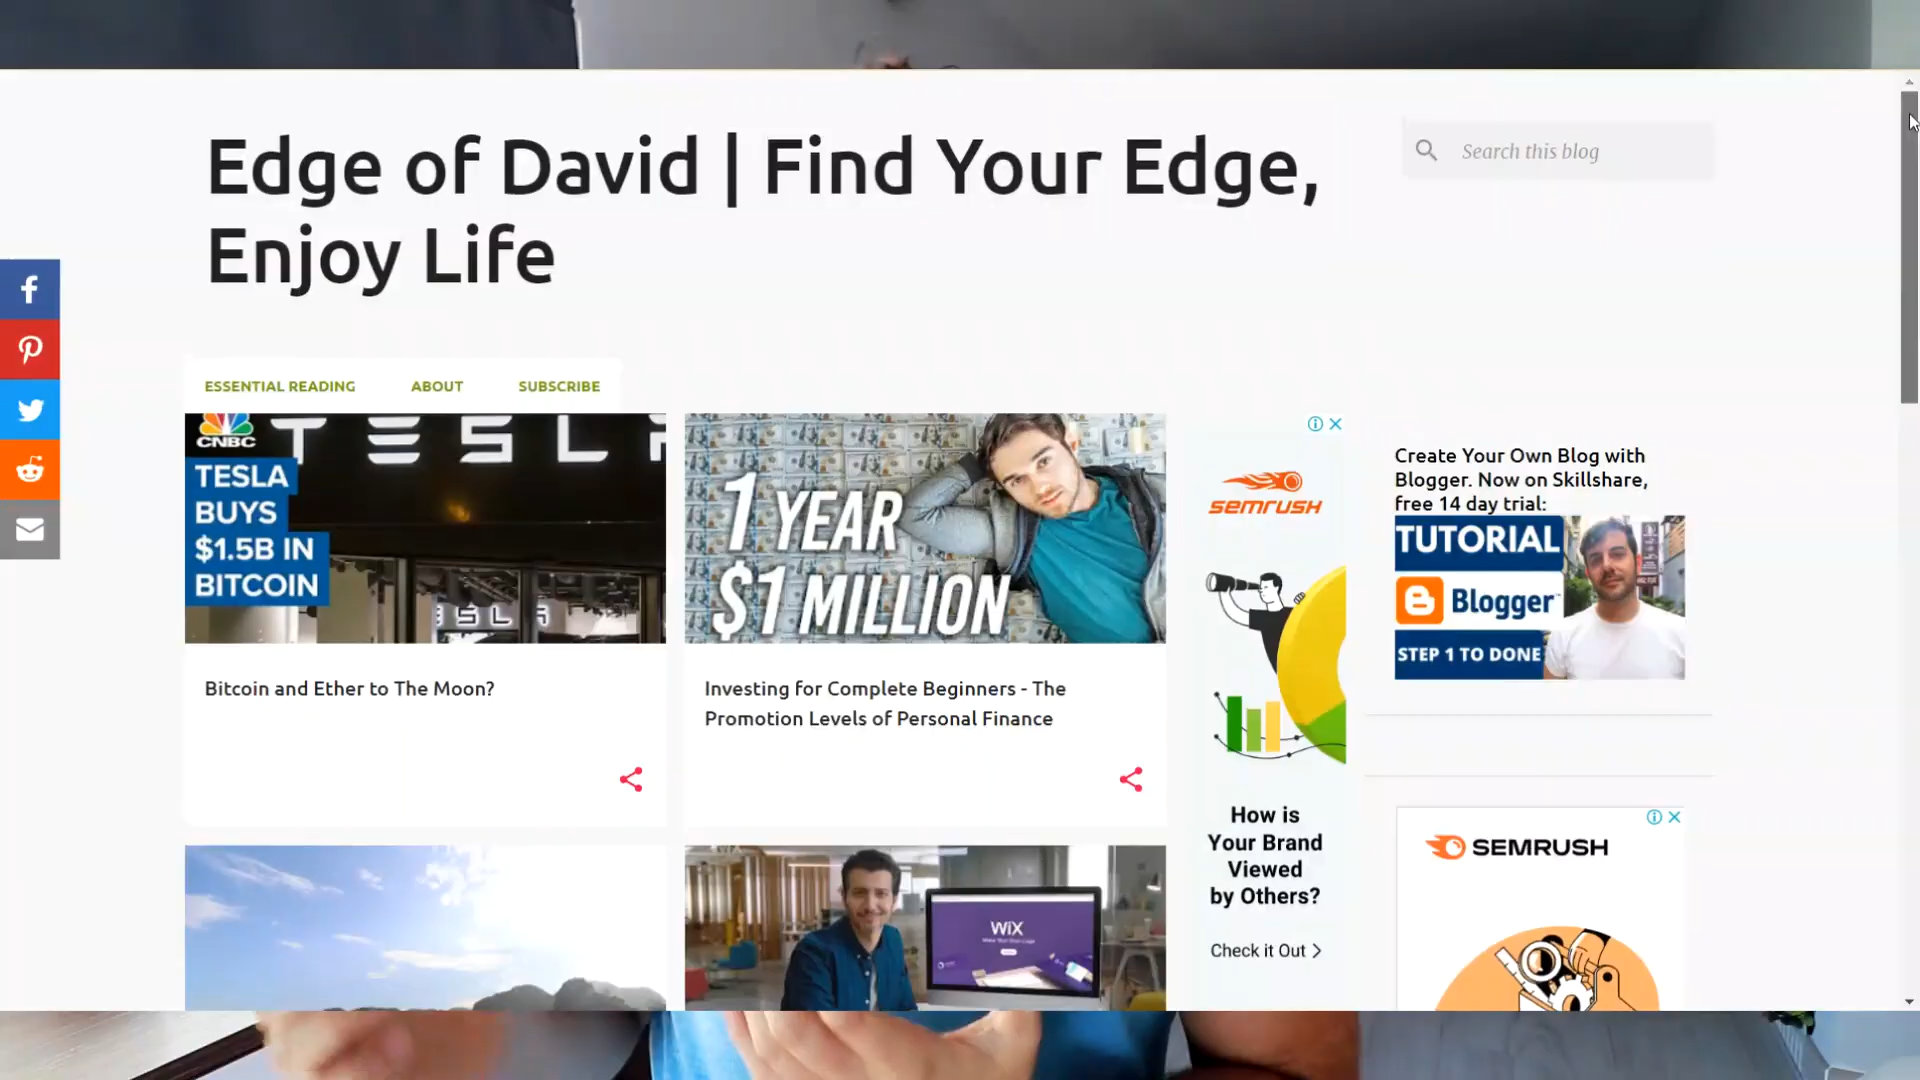 Edge of David | Find Your Edge,
Enjoy Life
Search this blog
ESSENTIAL READING
ABOUT
SUBSCRIBE
CNBC
TESLA
TESLA
BUYS
$1.5B IN
BITCOIN
Bitcoin and Ether to The Moon?
1 YEAR
$1 MILLION
Investing for Complete Beginners - The
Promotion Levels of Personal Finance
WiX
semrush
How is
Your Brand
Viewed
by Others?
Check it Out >
Create Your Own Blog with
Blogger. Now on Skillshare,
free 14 day trial:
TUTORIAL
Blogger
STEP 1 TO DONE
SEMRUSH